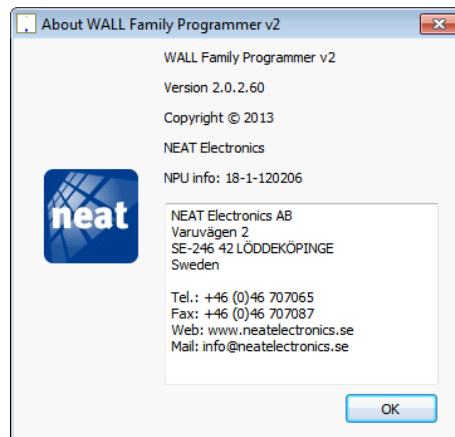 About WALL Family Programmer v2
WALL Family Programmer v2
Version 2.0.2.60
Copyright © 2013
NEAT Electronics
NPU info: 18-1-120206
neat
NEAT Electronics AB
Varuvägen 2
SE-246 42 LÖDDEKÖPINGE
Sweden
Tel.: +46 (0)46 707065
Fax: +46 (0)46 707087
Web: www.neatelectronics.se
Mail: info@neatelectronics.se
OK